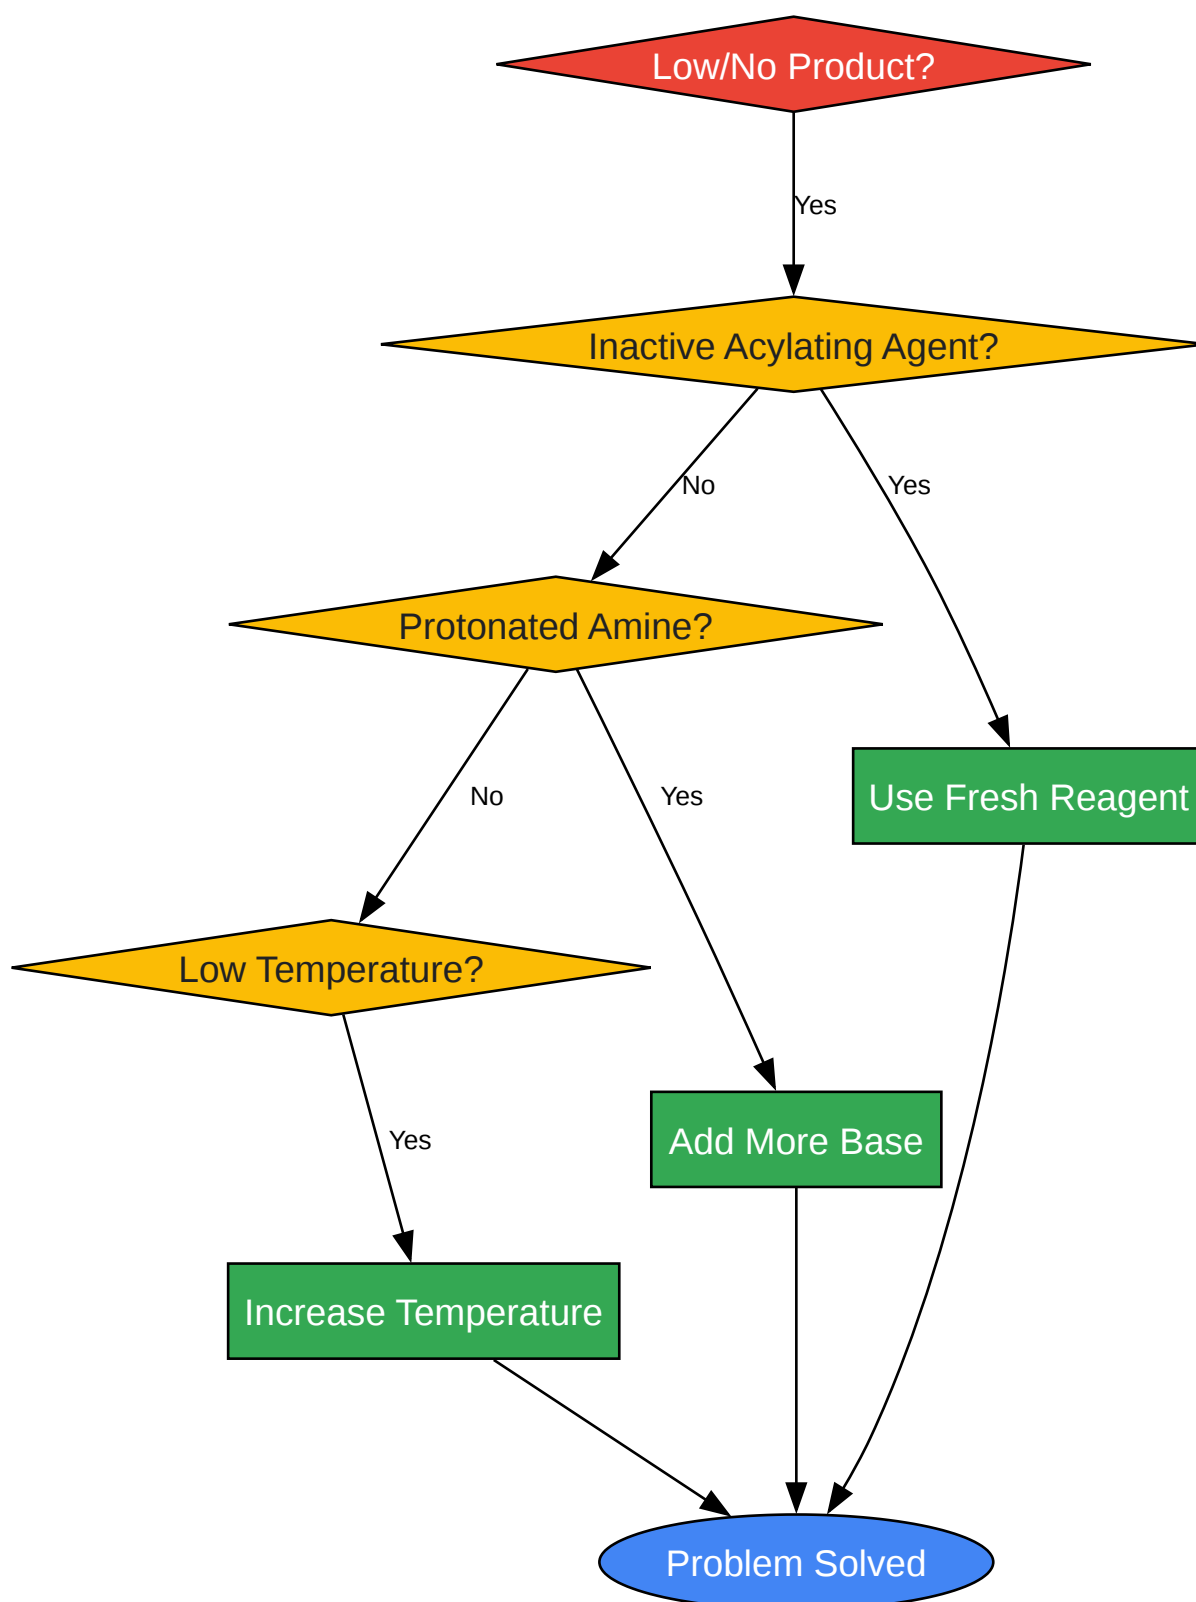 Low/No Product?
Yes
Inactive Acylating Agent?
No
Yes
Protonated Amine?
No
Yes
Use Fresh Reagent
Low Temperature?
Yes
Add More Base
Increase Temperature
Problem Solved